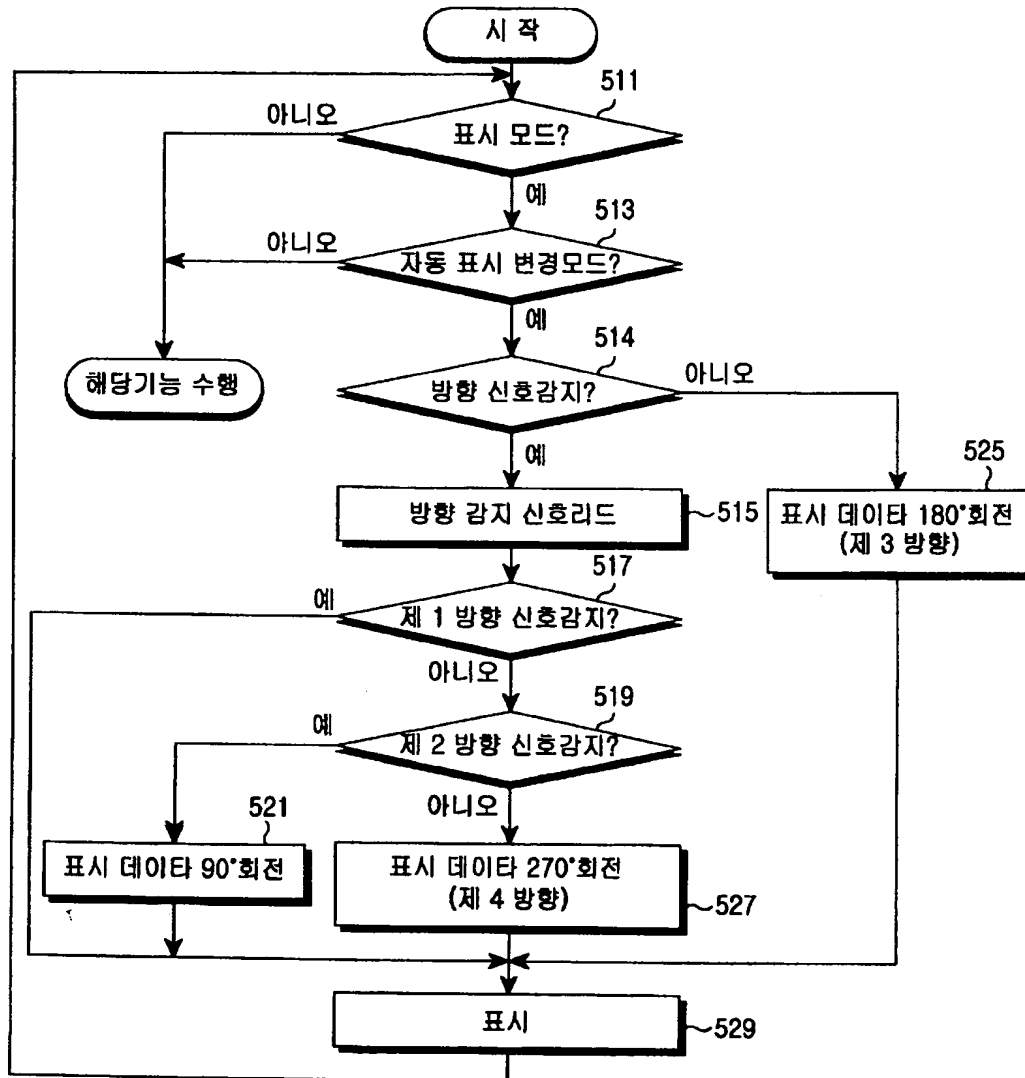 시 작
511
아니오
표시 모드?
예
513
아니오
자동 표시 변경모드?
예
514
해당기능 수행
방향 신호감지?
아니오
예
525
방향 감지 신호리드
515
표시 데이타 180°회전
(제 3 방향)
517
예
제 1 방향 신호감지?
아니오
519
예
제 2 방향 신호감지?
아니오
521
표시 데이타 90°회전
표시 데이타 270°회전
(제 4 방향)
527
표시
529